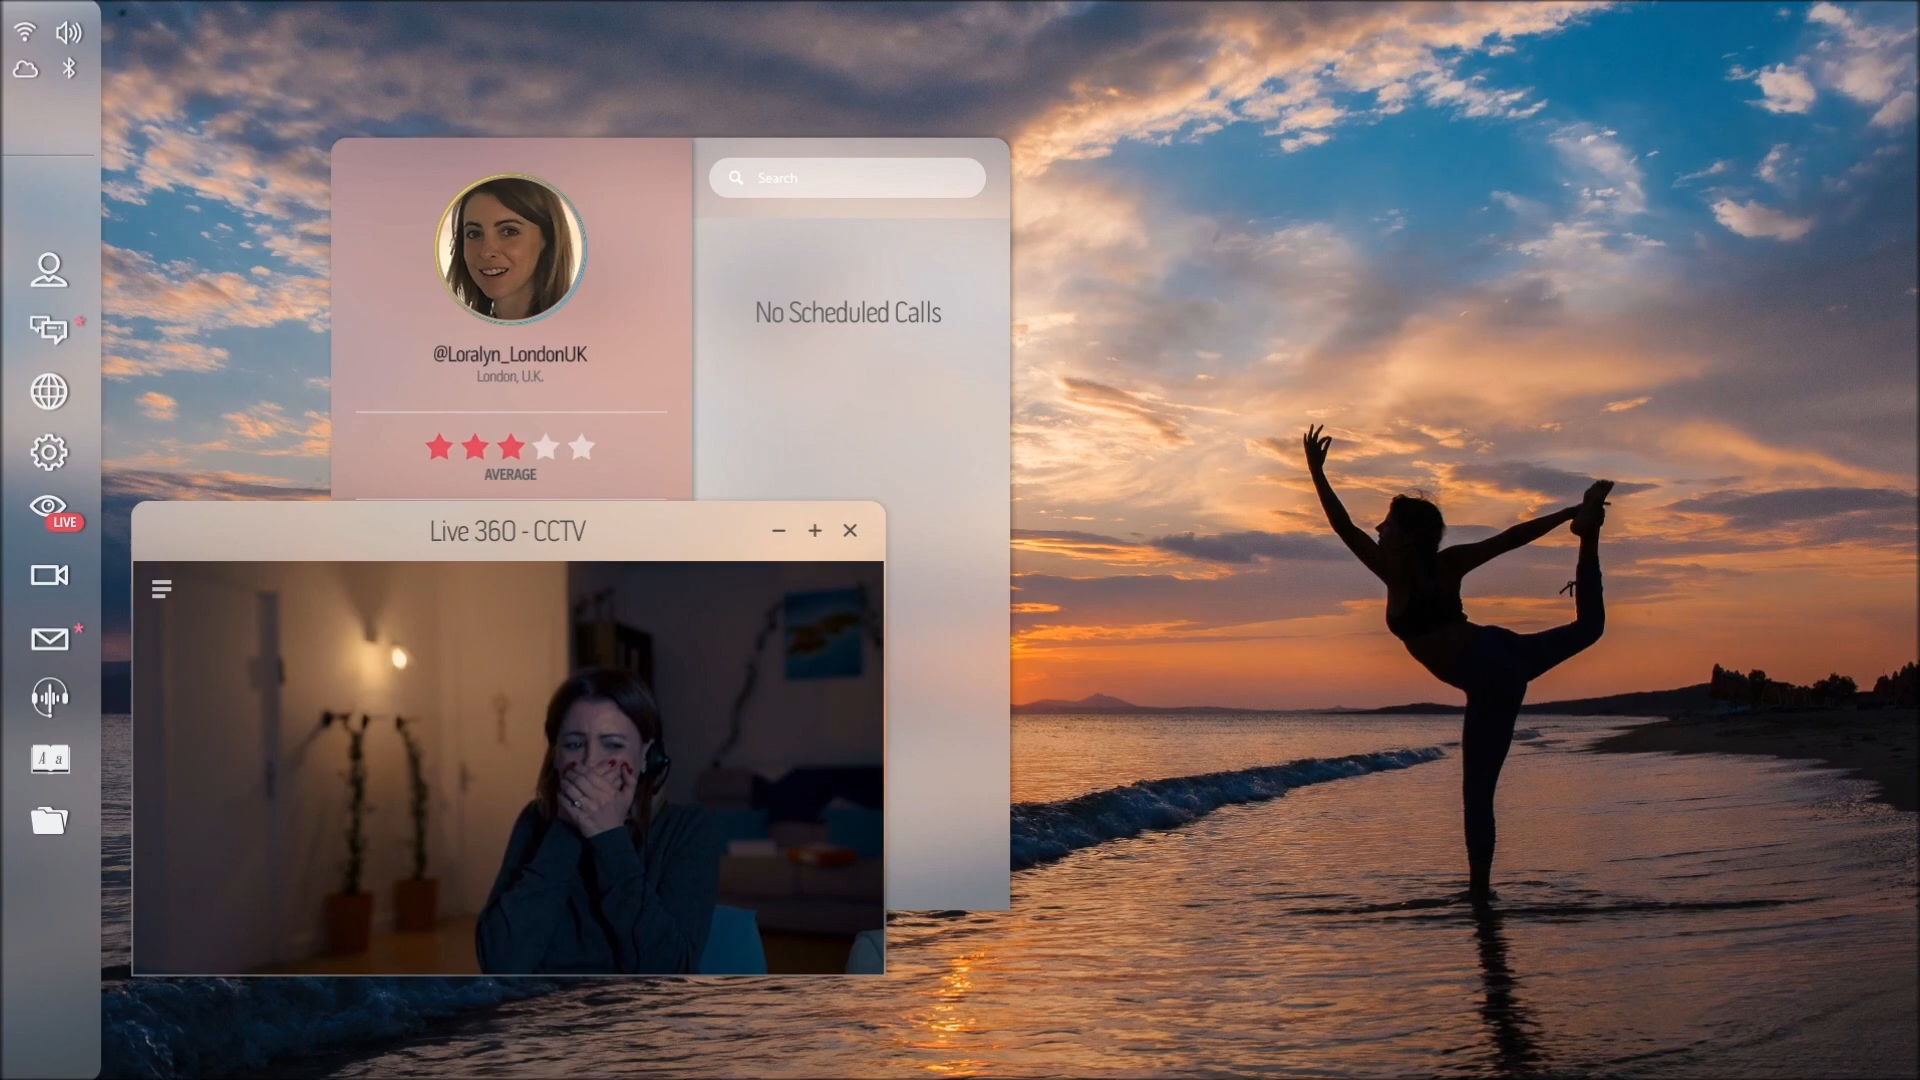 Search
No Scheduled Calls
@Loralyn_LondonUK
London, U.K.
AVERAGE
Live 360 - CCTV
LIVE
A a